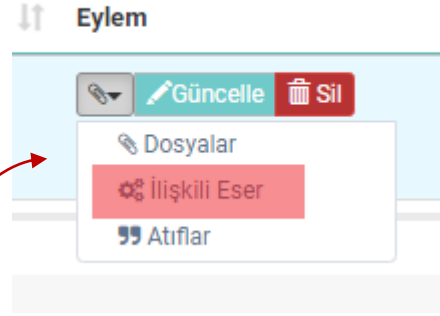 Eylem
Güncelle Sil
Dosyalar
İlişkili Eser
Atıflar